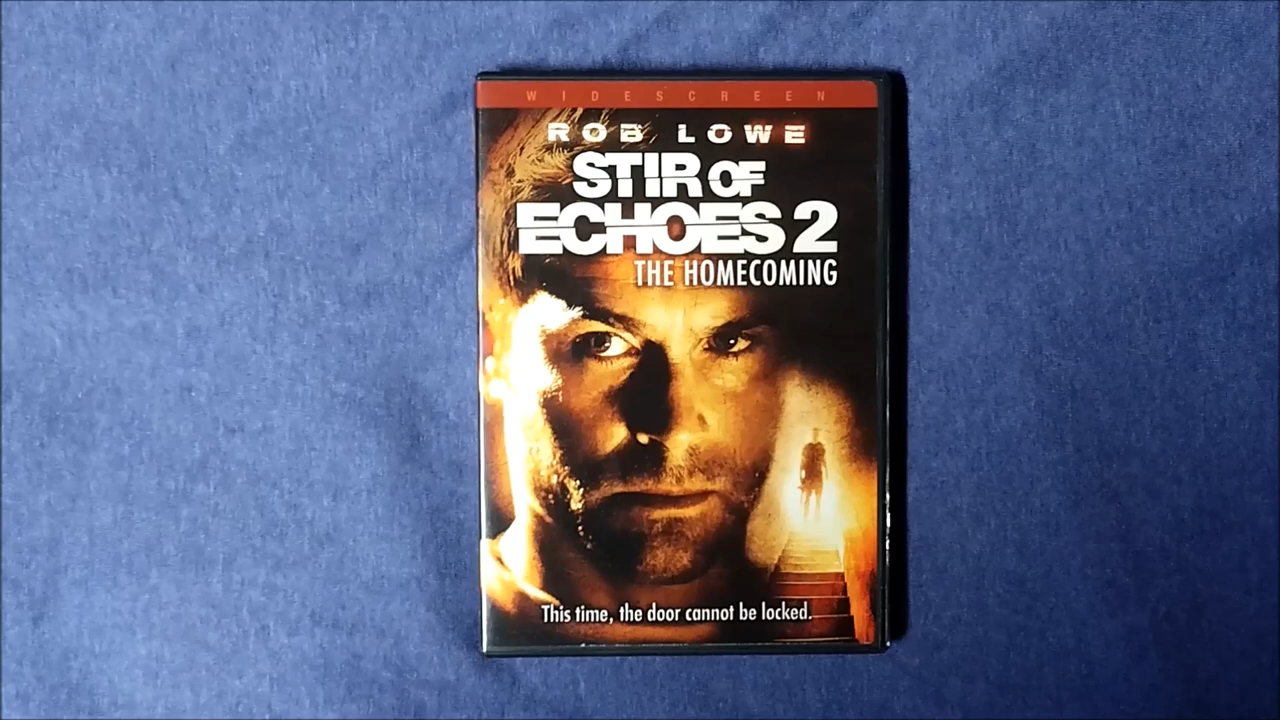 WIDESCREEN
ROB LOWE
STIR OF
ECHOES 2
THE HOMECOMING
This time, the door cannot be locked.